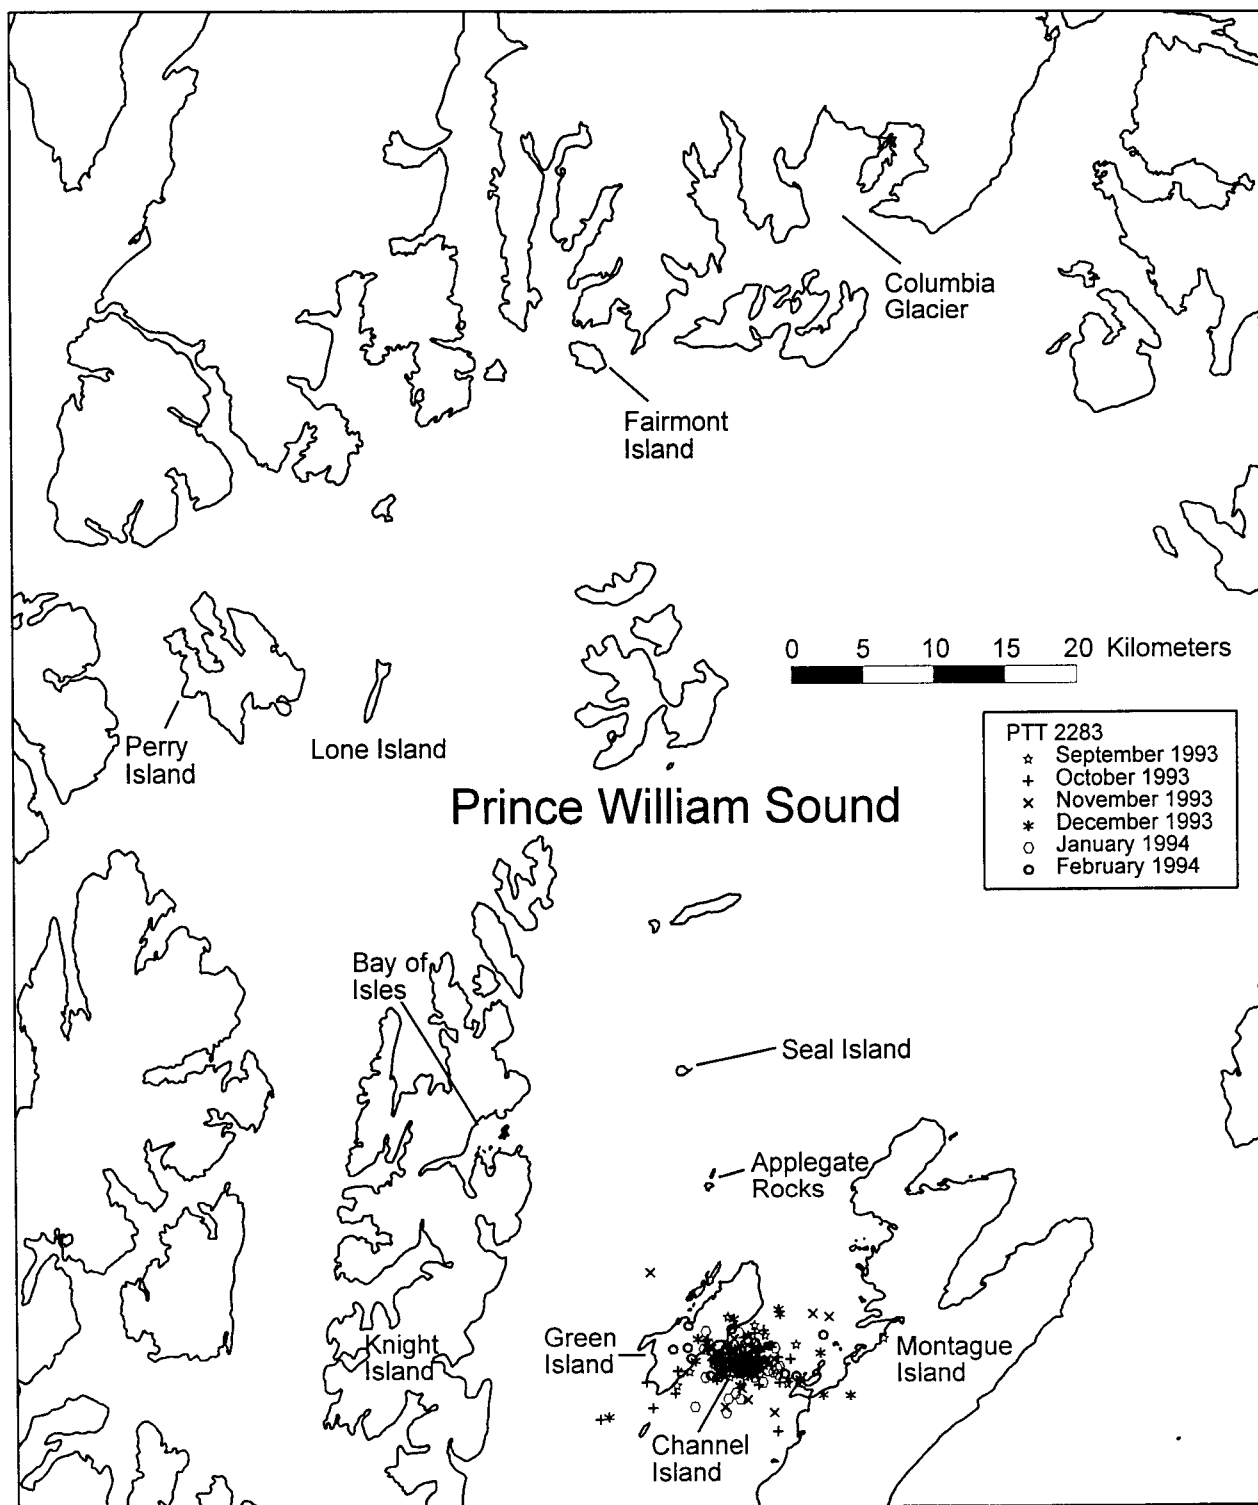 Columbia
Glacier
Fairmont
Island
0 5 10 15 20 Kilometers
Perry
Island
Lone Island
PTT 2283
September 1993
October 1993
November 1993
December 1993
January 1994
February 1994
Prince William Sound
Bay of
Isles
Seal Island
Applegate
Rocks
Knight
Island
Green
Island
Montague
Island
Channel
Island